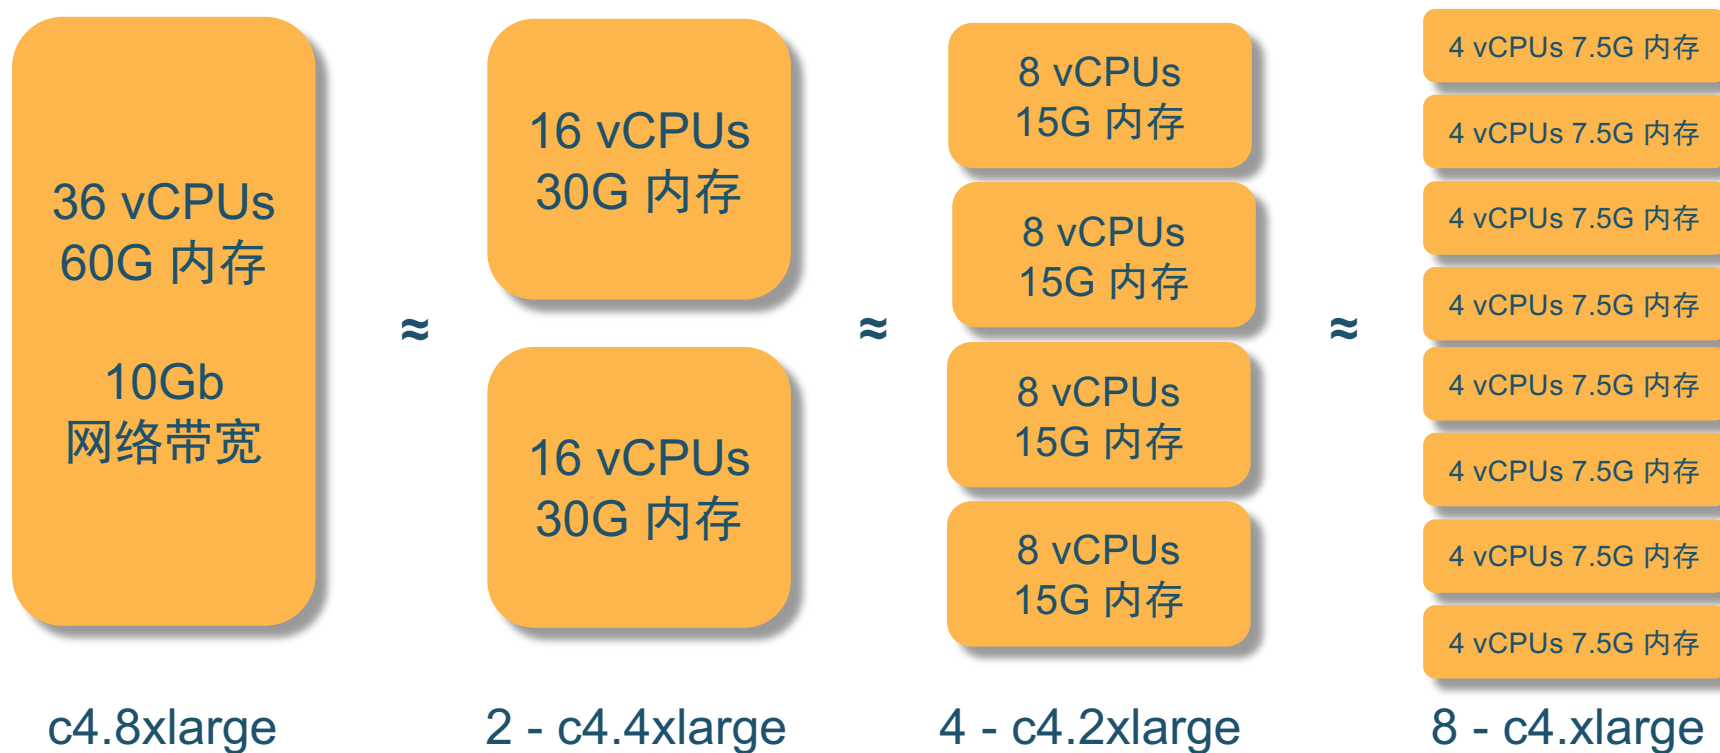 36 vCPUs
60G 内存
10Gb
网络带宽
c4.8xlarge
≈
16 vCPUs
30G 内存
16 vCPUs
30G 内存
2 - c4.4xlarge
≈
8 vCPUs
15G 内存
8 vCPUs
15G 内存
8 vCPUs
15G 内存
8 vCPUs
15G 内存
4 - c4.2xlarge
≈
4 vCPUs 7.5G 内存
4 vCPUs 7.5G 内存
4 vCPUs 7.5G 内存
4 vCPUs 7.5G 内存
4 vCPUs 7.5G 内存
4 vCPUs 7.5G 内存
4 vCPUs 7.5G 内存
4 vCPUs 7.5G 内存
8 - c4.xlarge